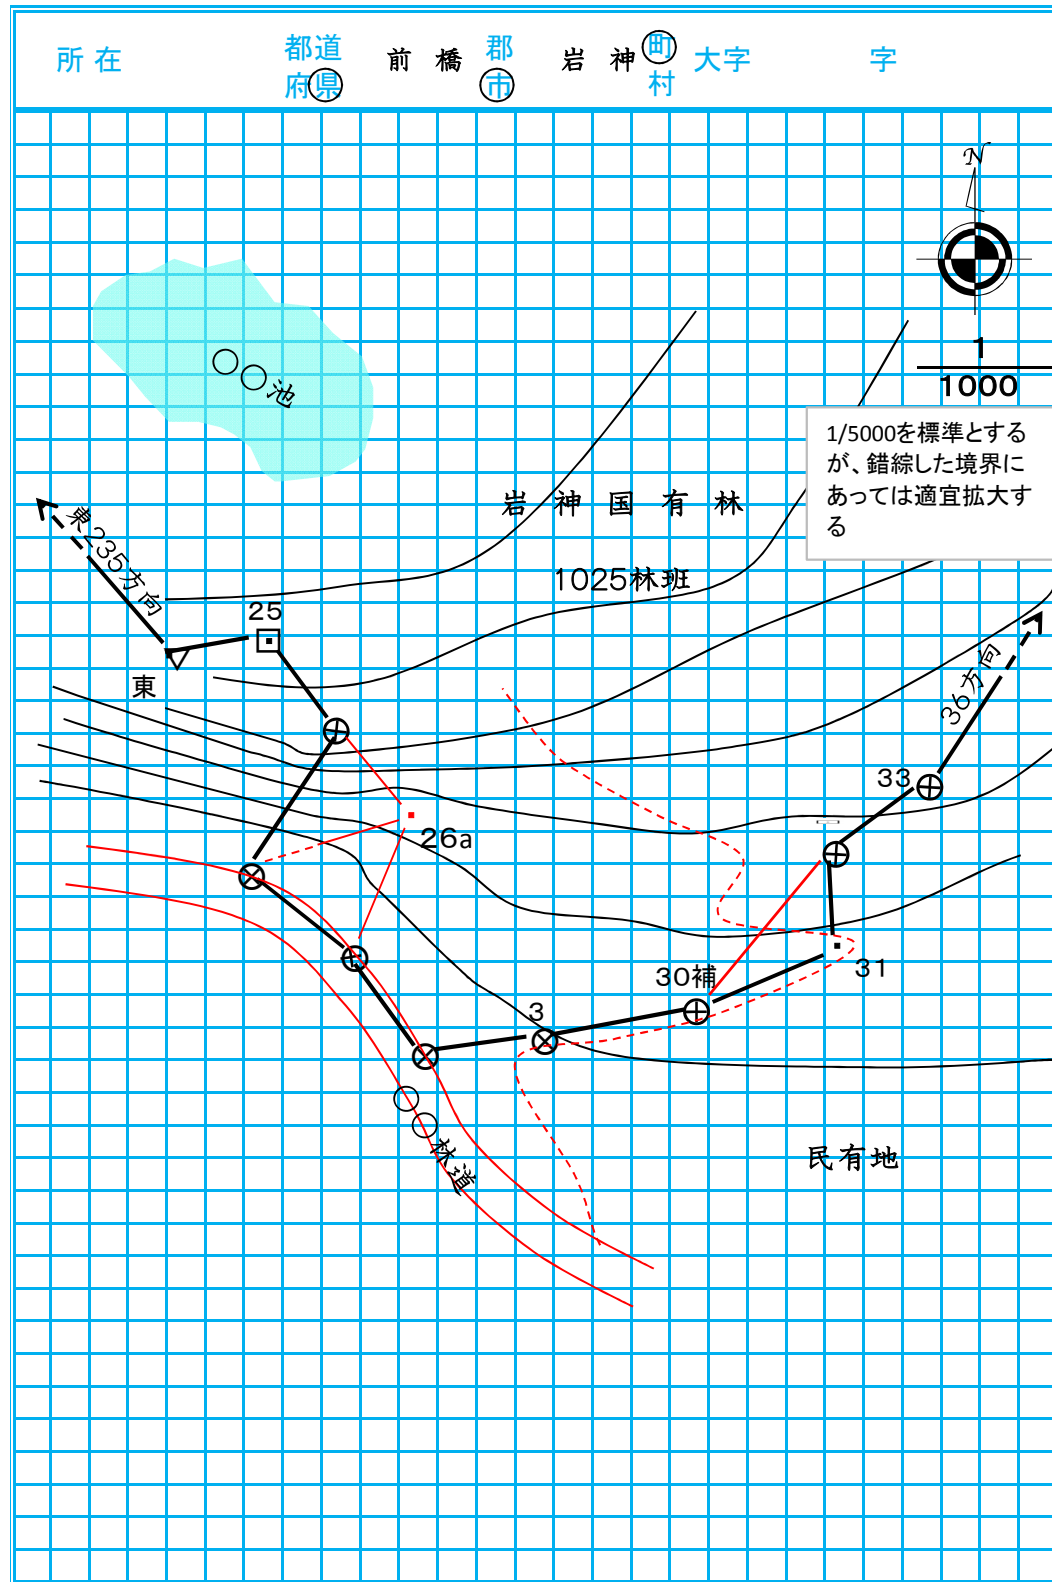 所在 都道府県 前橋 郡市 岩神 町村 大字 字
N
1
1000
1/5000を標準とする
が、錯綜した境界に
あっては適宜拡大す
る
○○池
岩神国有林
1025林班
東235方向
25
東
36方向
33
26a
31
30補
3
○○林道
民有地